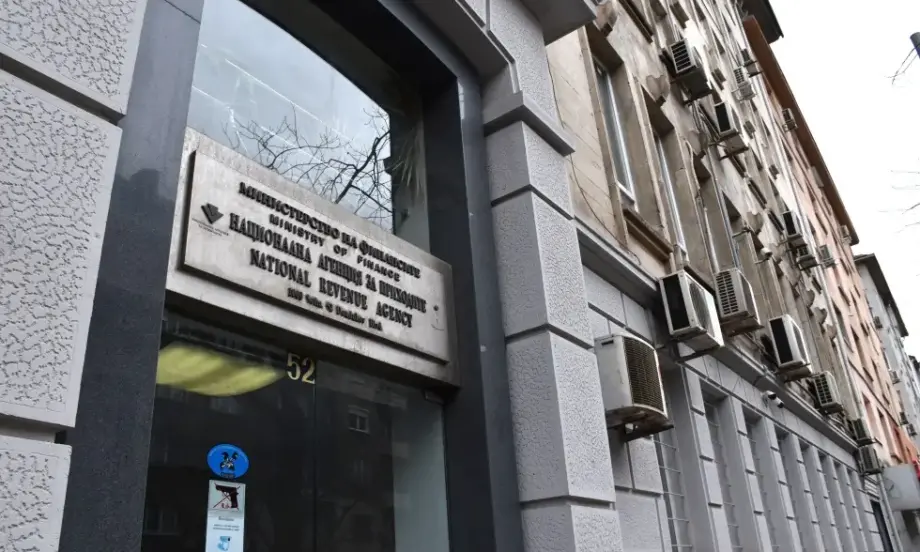 МИНИСТЕРСТВО НА ФИНАНСИТЕ
MINISTRY OF FINANCE
НАЦИОНАЛНА АГЕНЦИЯ ЗА ПРИХОДИТЕ
NATIONAL REVENUE AGENCY
52